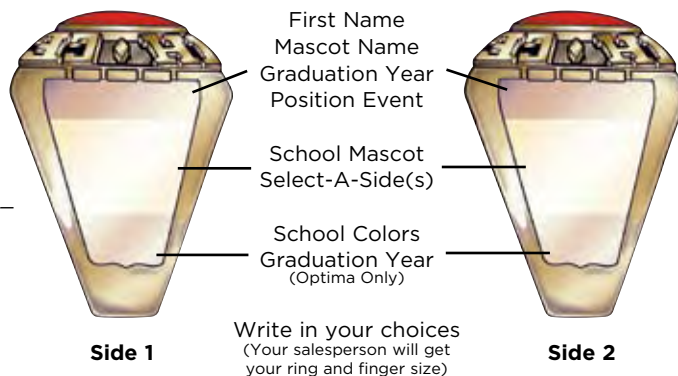 First Name
Mascot Name
Graduation Year
Position Event
School Mascot
Select-A-Side(s)
School Colors
Graduation Year
(Optima Only)
Write in your choices
(Your salesperson will get
your ring and finger size)
Side 1
Side 2